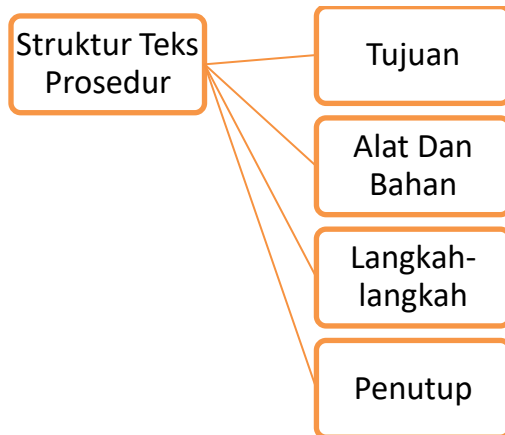 Struktur Teks
Prosedur
Tujuan
Alat Dan
Bahan
Langkah-
langkah
Penutup